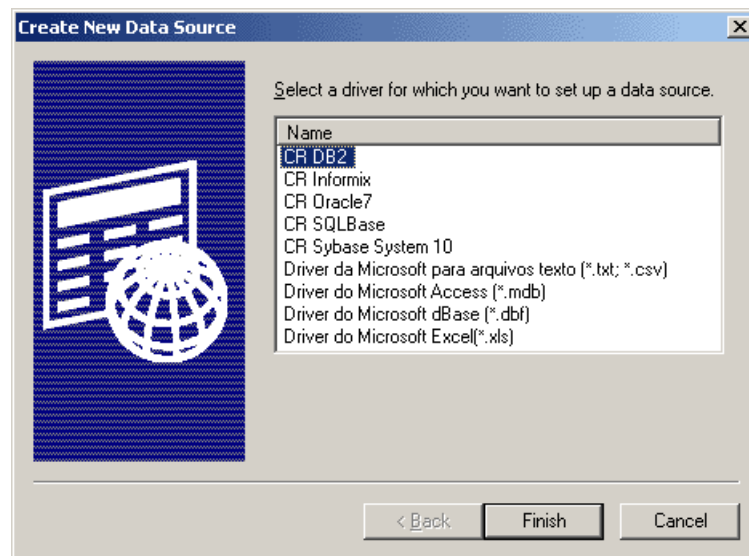 Create New Data Source
Select a driver for which you want to set up a data source.
Name
CR DB2
CR Informix
CR Oracle7
CR SQLBase
CR Sybase System 10
Driver da Microsoft para arquivos texto (*.txt; *.csv)
Driver do Microsoft Access (*.mdb)
Driver do Microsoft dBase (*.dbf)
Driver do Microsoft Excel(*.xls)
< Back
Finish
Cancel